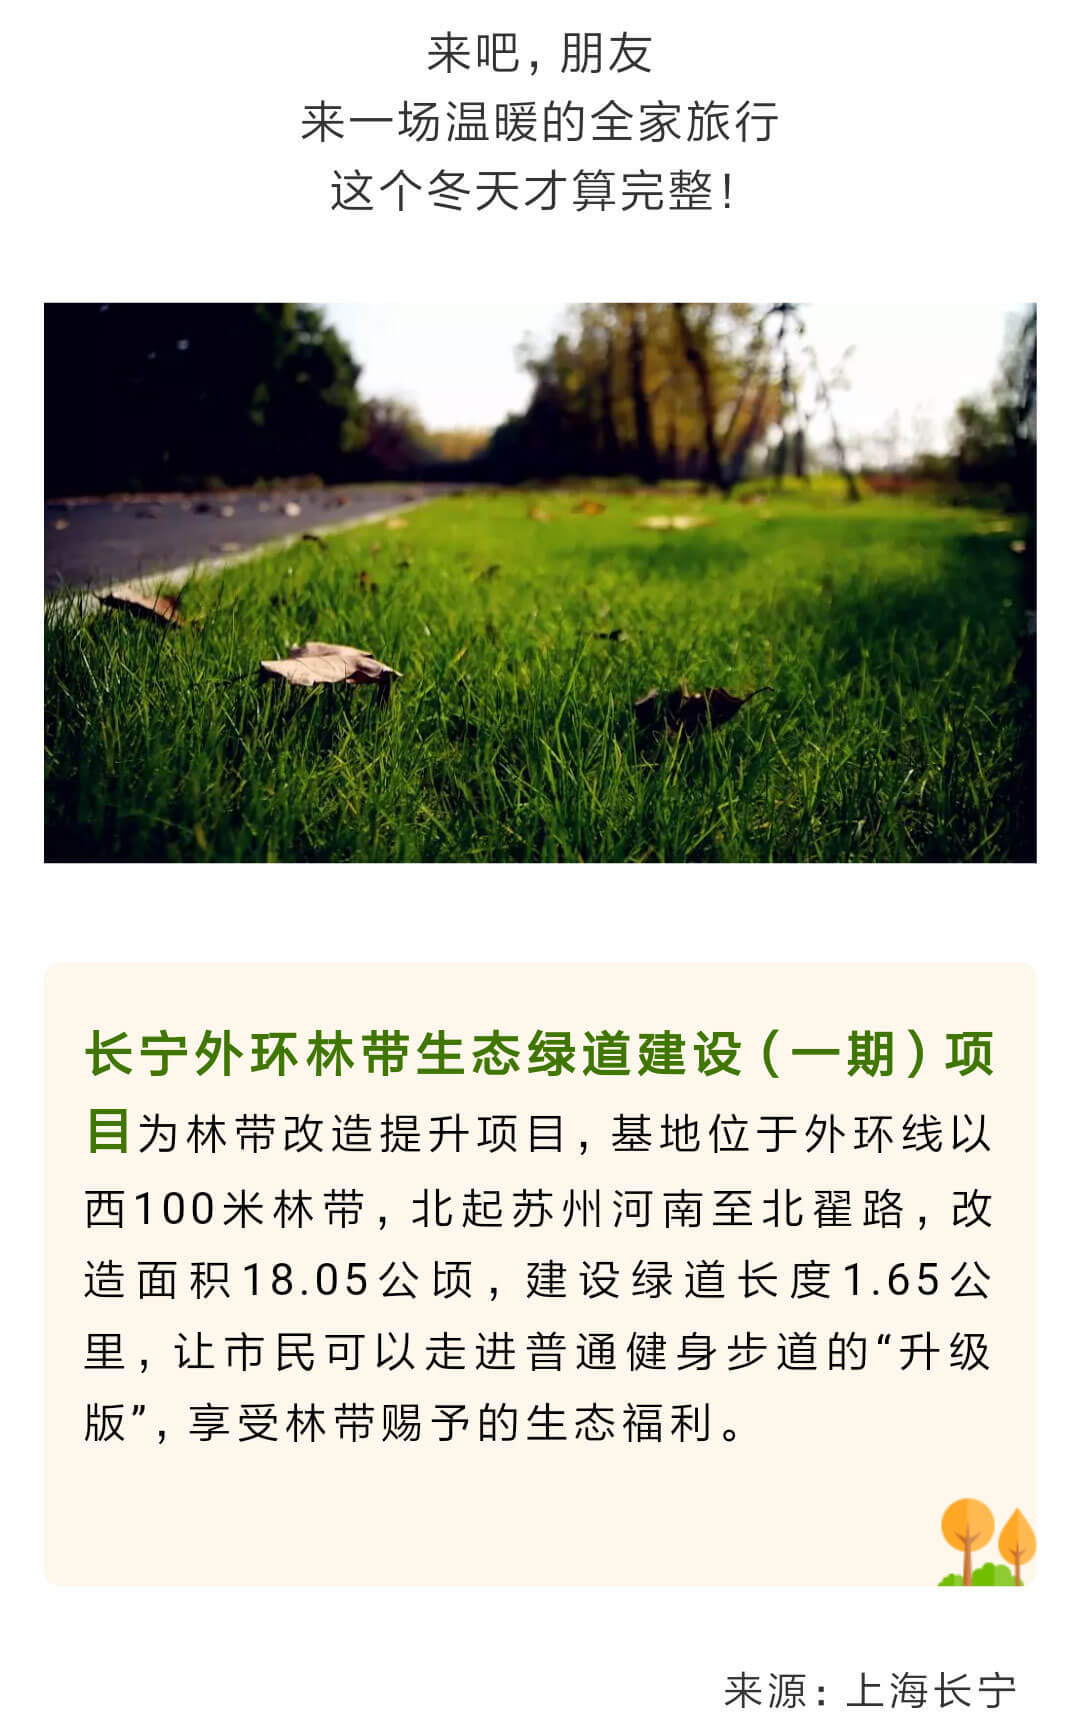 来吧，朋友
来一场温暖的全家旅行
这个冬天才算完整！
长宁外环林带生态绿道建设（一期）项
目为林带改造提升项目，基地位于外环线以
西100米林带，北起苏州河南至北翟路，改
造面积18.05公顷，建设绿道长度1.65公
里，让市民可以走进普通健身步道的“升级
版”，享受林带赐予的生态福利。
来源：上海长宁